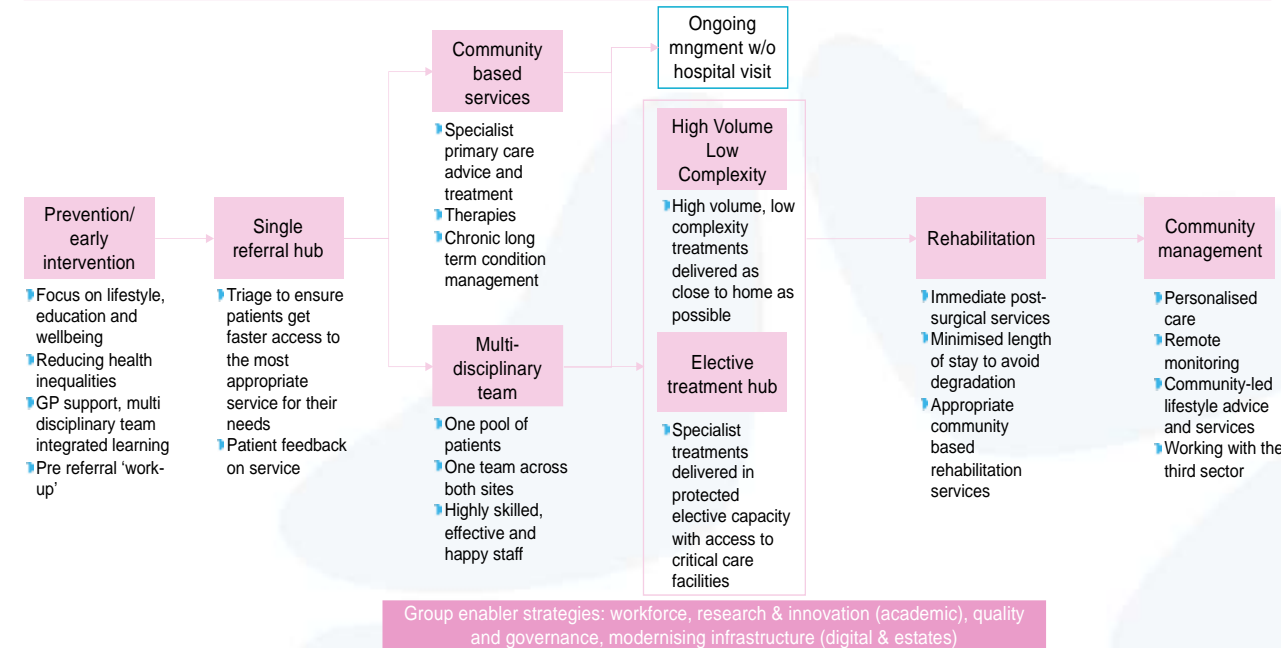 Prevention/
early
intervention
Focus on lifestyle,
education and
wellbeing
Reducing health
inequalities
GP support, multi
disciplinary team
integrated learning
Pre referral ‘work-
up’
Single
referral hub
Triage to ensure
patients get
faster access to
the most
appropriate
service for their
needs
Patient feedback
on service
Community
based
services
Specialist
primary care
advice and
treatment
Therapies
Chronic long
term condition
management
Multi-
disciplinary
team
One pool of
patients
One team across
both sites
Highly skilled,
effective and
happy staff
Ongoing
mngment w/o
hospital visit
High Volume
Low
Complexity
High volume, low
complexity
treatments
delivered as
close to home as
possible
Elective
treatment hub
Specialist
treatments
delivered in
protected
elective capacity
with access to
critical care
facilities
Rehabilitation
Immediate post-
surgical services
Minimised length
of stay to avoid
degradation
Appropriate
community
based
rehabilitation
services
Community
management
Personalised
care
Remote
monitoring
Community-led
lifestyle advice
and services
Working with the
third sector
Group enabler strategies: workforce, research & innovation (academic), quality
and governance, modernising infrastructure (digital & estates)